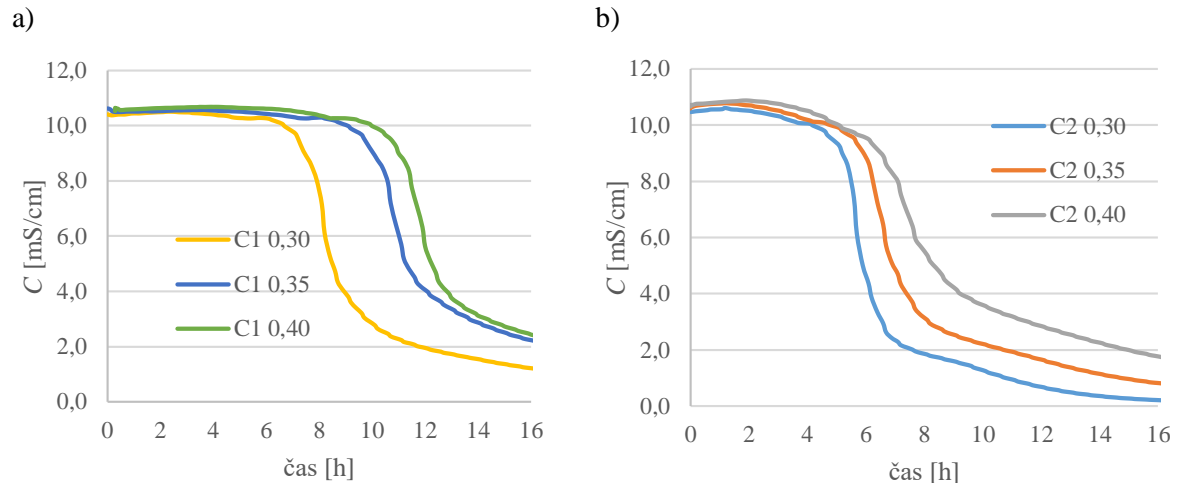 a)
12,0
10,0
8,0
6,0
4,0
2,0
0,0
C [mS/cm]
C1 0,30
C1 0,35
C1 0,40
0 2 4 6 8 10 12 14 16
čas [h]
b)
12,0
10,0
8,0
6,0
4,0
2,0
0,0
C [mS/cm]
C2 0,30
C2 0,35
C2 0,40
0 2 4 6 8 10 12 14 16
čas [h]